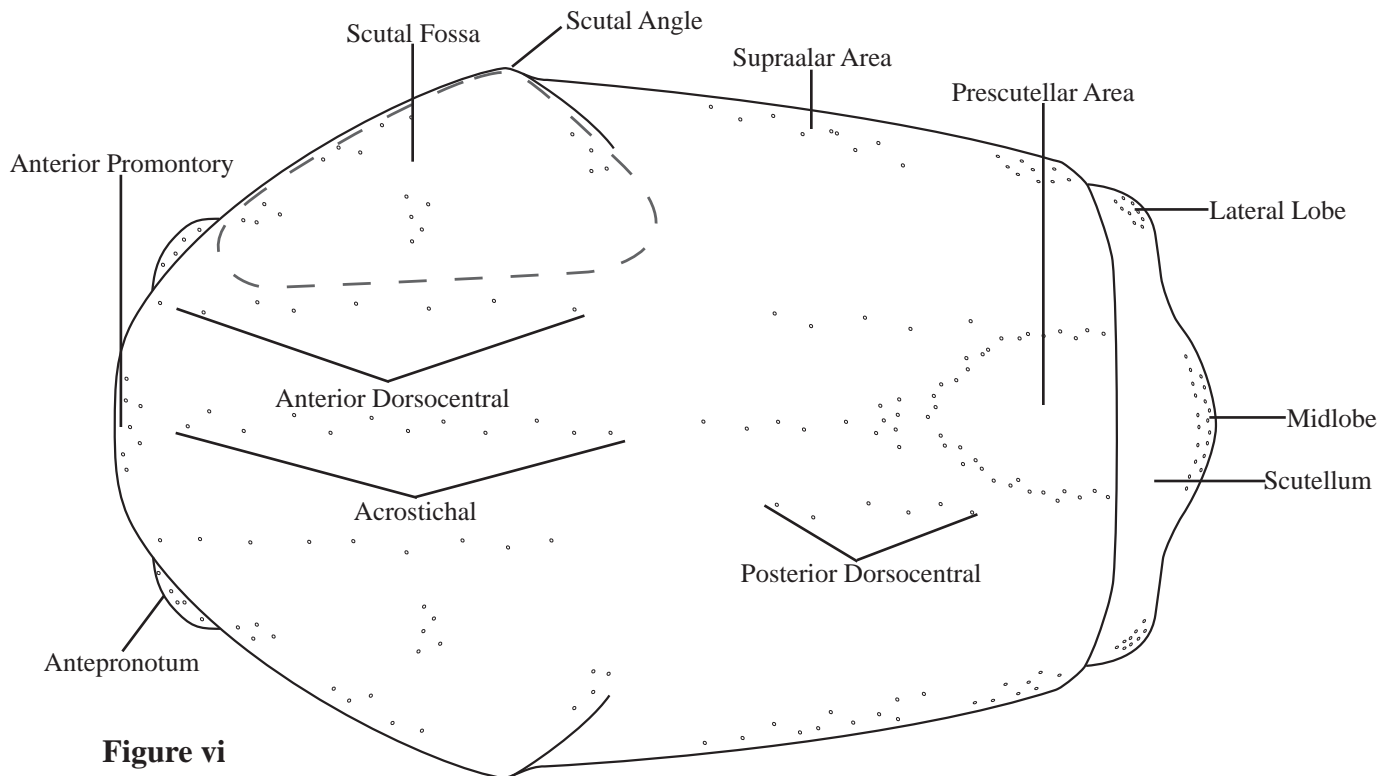 Scutal Angle
Scutal Fossa
Supraalar Area
Prescutellar Area
Anterior Promontory
Lateral Lobe
Anterior Dorsocentral
Midlobe
Scutellum
Acrostichal
Posterior Dorsocentral
Antepronotum
Figure vi